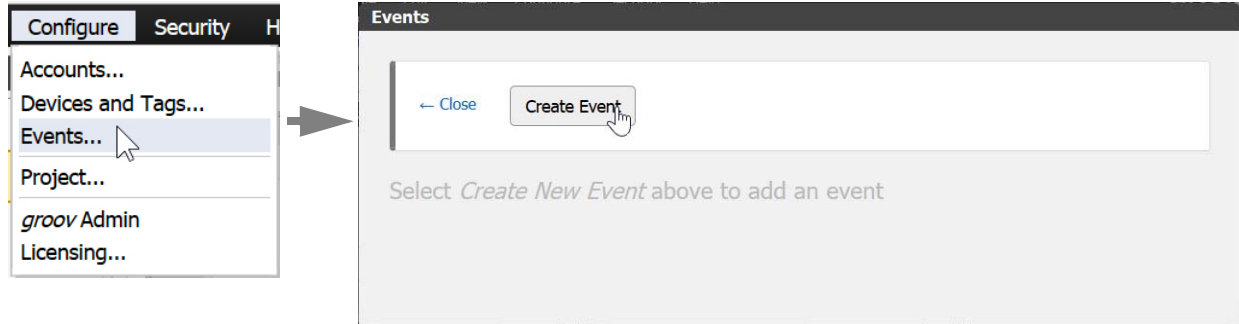 Configure Security H
Accounts...
Devices and Tags...
Events...
Project...
groov Admin
Licensing...
Events
← Close Create Event
Select Create New Event above to add an event